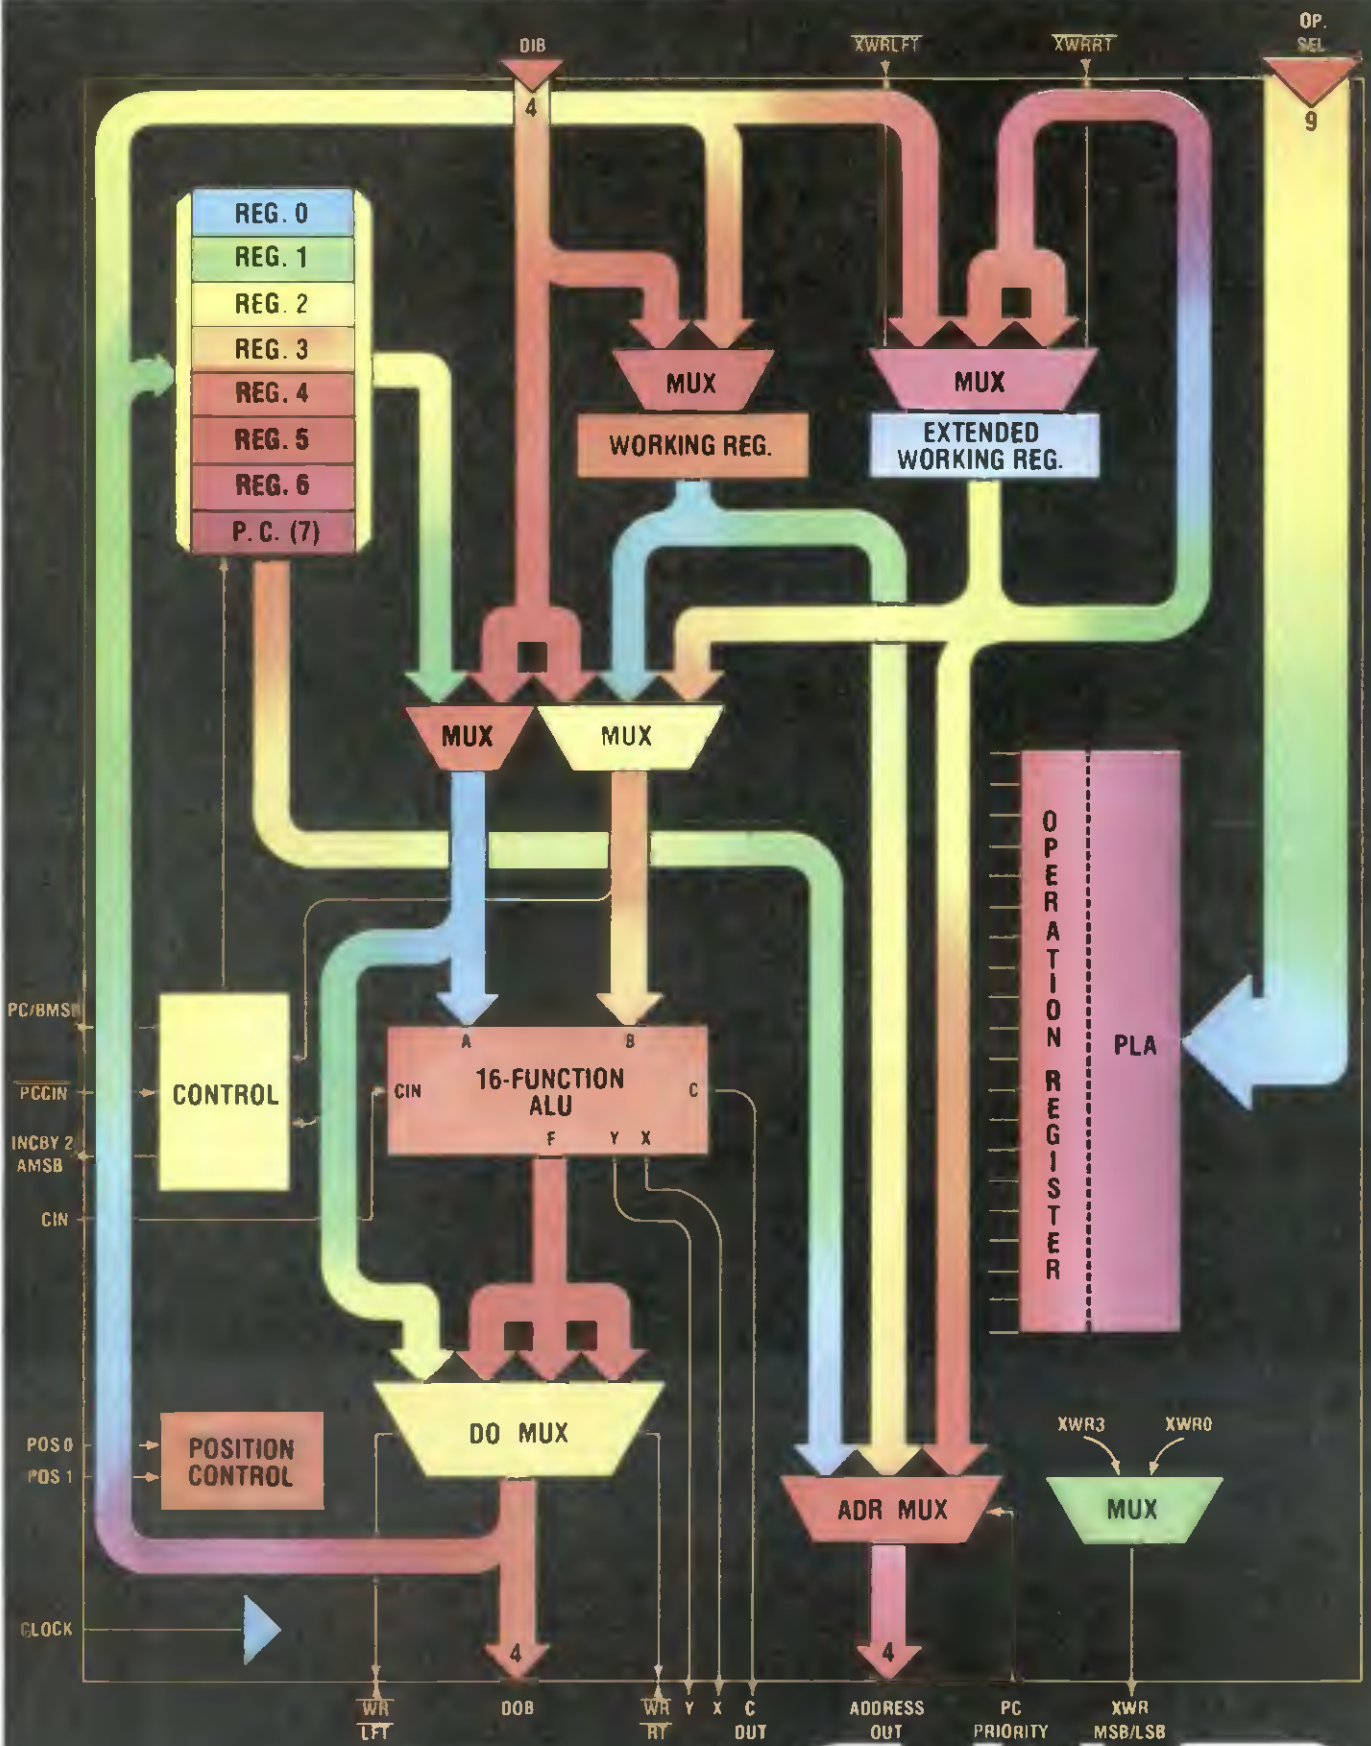 OP.
SEL
DIB
XWRLFT
XWRRT
4
9
REG. 0
REG. 1
REG. 2
REG. 3
REG. 4
REG. 5
REG. 6
P. C. (7)
MUX
MUX
WORKING REG.
EXTENDED
WORKING REG.
MUX
MUX
OPERATION REGISTER
PLA
PC/BMSB
PCCIN
INCBY 2
AMSB
CIN
CONTROL
A
B
CIN
16-FUNCTION
ALU
C
F
Y
X
DO MUX
POS 0
POS 1
POSITION
CONTROL
XWR3
XWR0
ADR MUX
MUX
CLOCK
4
4
WR
LFT
DOB
WR
RT
Y
X
C
OUT
ADDRESS
OUT
PC
PRIORITY
XWR
MSB/LSB